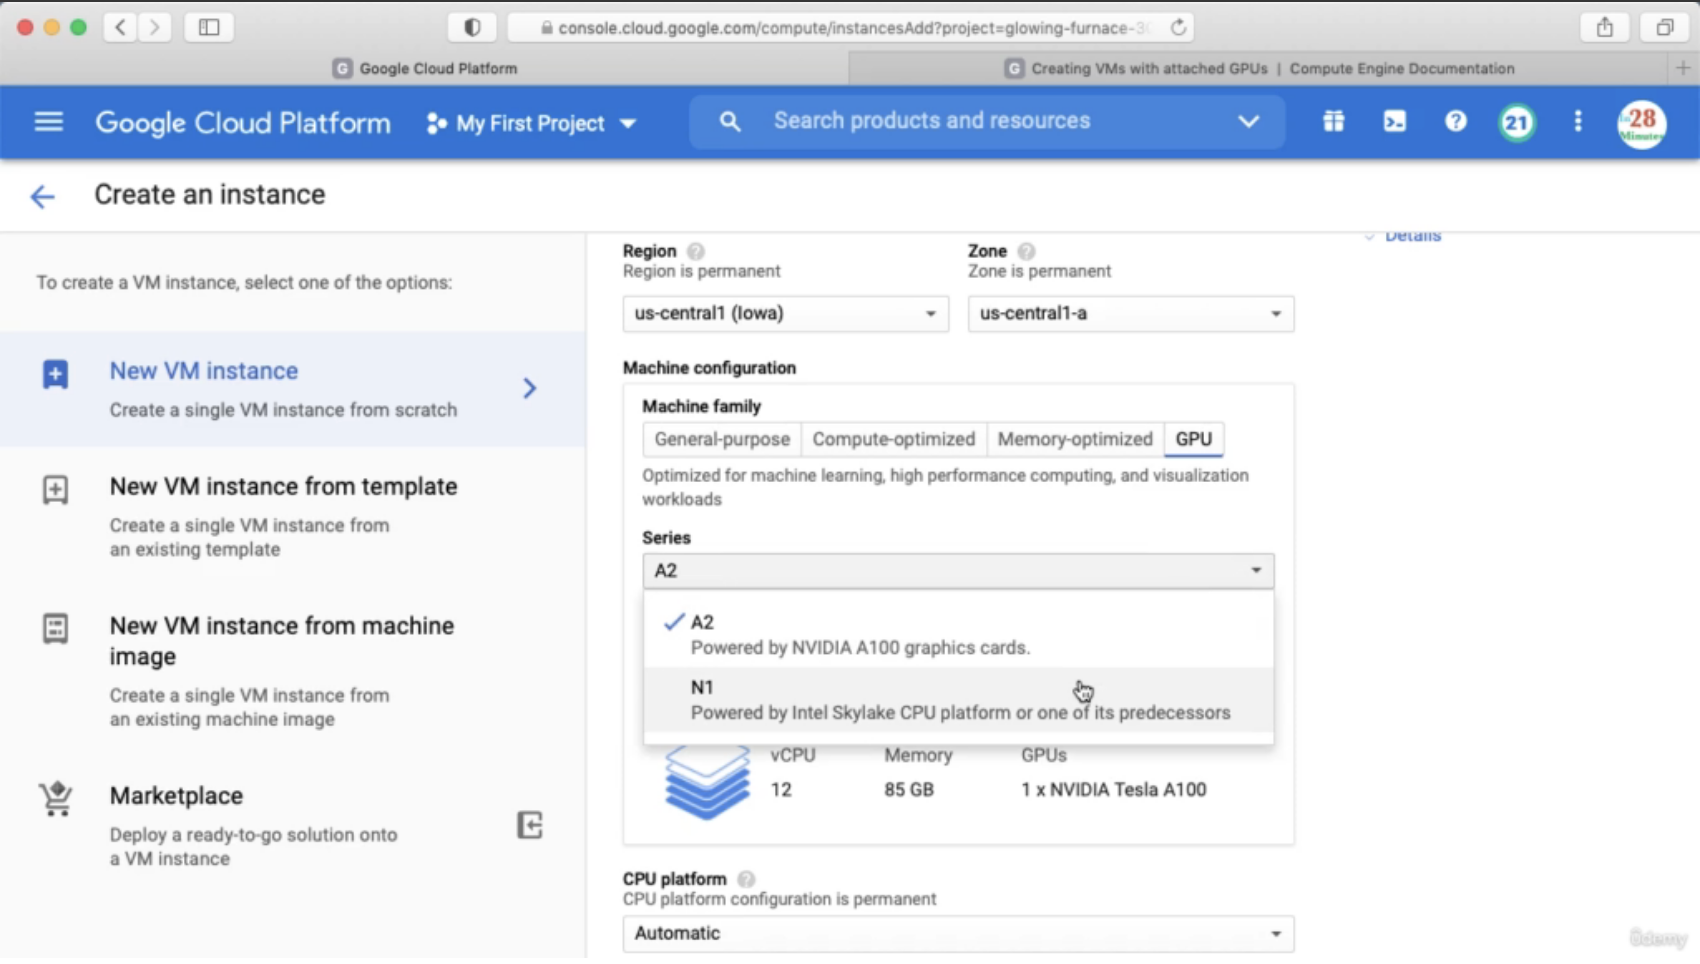 console.cloud.google.com/compute/instancesAdd?project=glowing-furnace-3
G Google Cloud Platform
G Creating VMs with attached GPUs | Compute Engine Documentation
Google Cloud Platform
My First Project
Search products and resources
?
21
in28
Minutes
Create an instance
To create a VM instance, select one of the options:
New VM instance
Create a single VM instance from scratch
New VM instance from template
Create a single VM instance from
an existing template
New VM instance from machine
image
Create a single VM instance from
an existing machine image
Marketplace
Deploy a ready-to-go solution onto
a VM instance
Details
Region ?
Region is permanent
us-central1 (Iowa)
Zone ?
Zone is permanent
us-central1-a
Machine configuration
Machine family
General-purpose Compute-optimized Memory-optimized GPU
Optimized for machine learning, high performance computing, and visualization
workloads
Series
A2
A2
Powered by NVIDIA A100 graphics cards.
N1
Powered by Intel Skylake CPU platform or one of its predecessors
vCPU Memory GPUs
12 85 GB 1 x NVIDIA Tesla A100
CPU platform ?
CPU platform configuration is permanent
Automatic
ûdemy